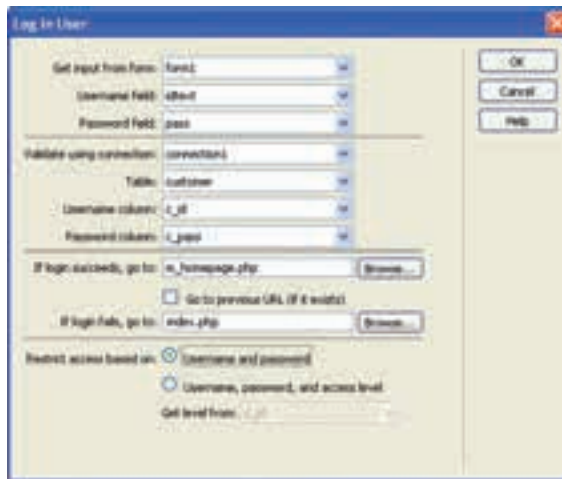 Log In User
Get input from form: form1
OK
Username field: idtext
Cancel
Password field: pass
Help
Validate using connection: connection1
Table: customer
Username column: c_id
Password column: c_pass
If login succeeds, go to: m_homepage.php Browse...
Go to previous URL (if it exists)
If login fails, go to: index.php Browse...
Restrict access based on: Username and password
Username, password, and access level
Get level from: c_id